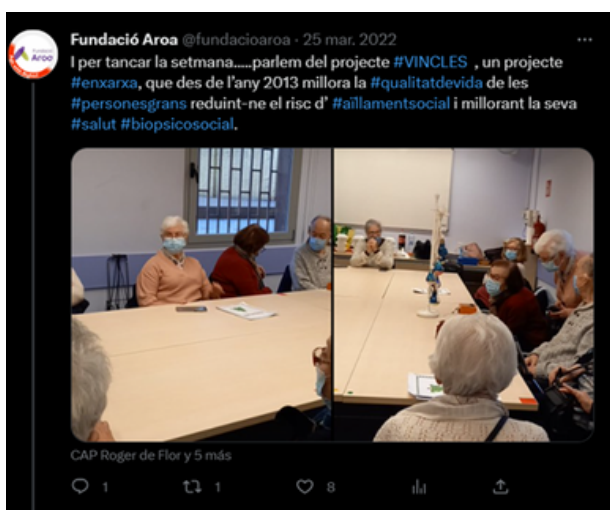 Fundació Aroa @fundacioaroa · 25 mar. 2022
I per tancar la setmana.....parlem del projecte #VINCLES , un projecte
#enxarxa, que des de l'any 2013 millora la #qualitatdevida de les
#personesgrans reduint-ne el risc d' #aïllamentsocial i millorant la seva
#salut #biopsicosocial.
CAP Roger de Flor y 5 más
1 1 8